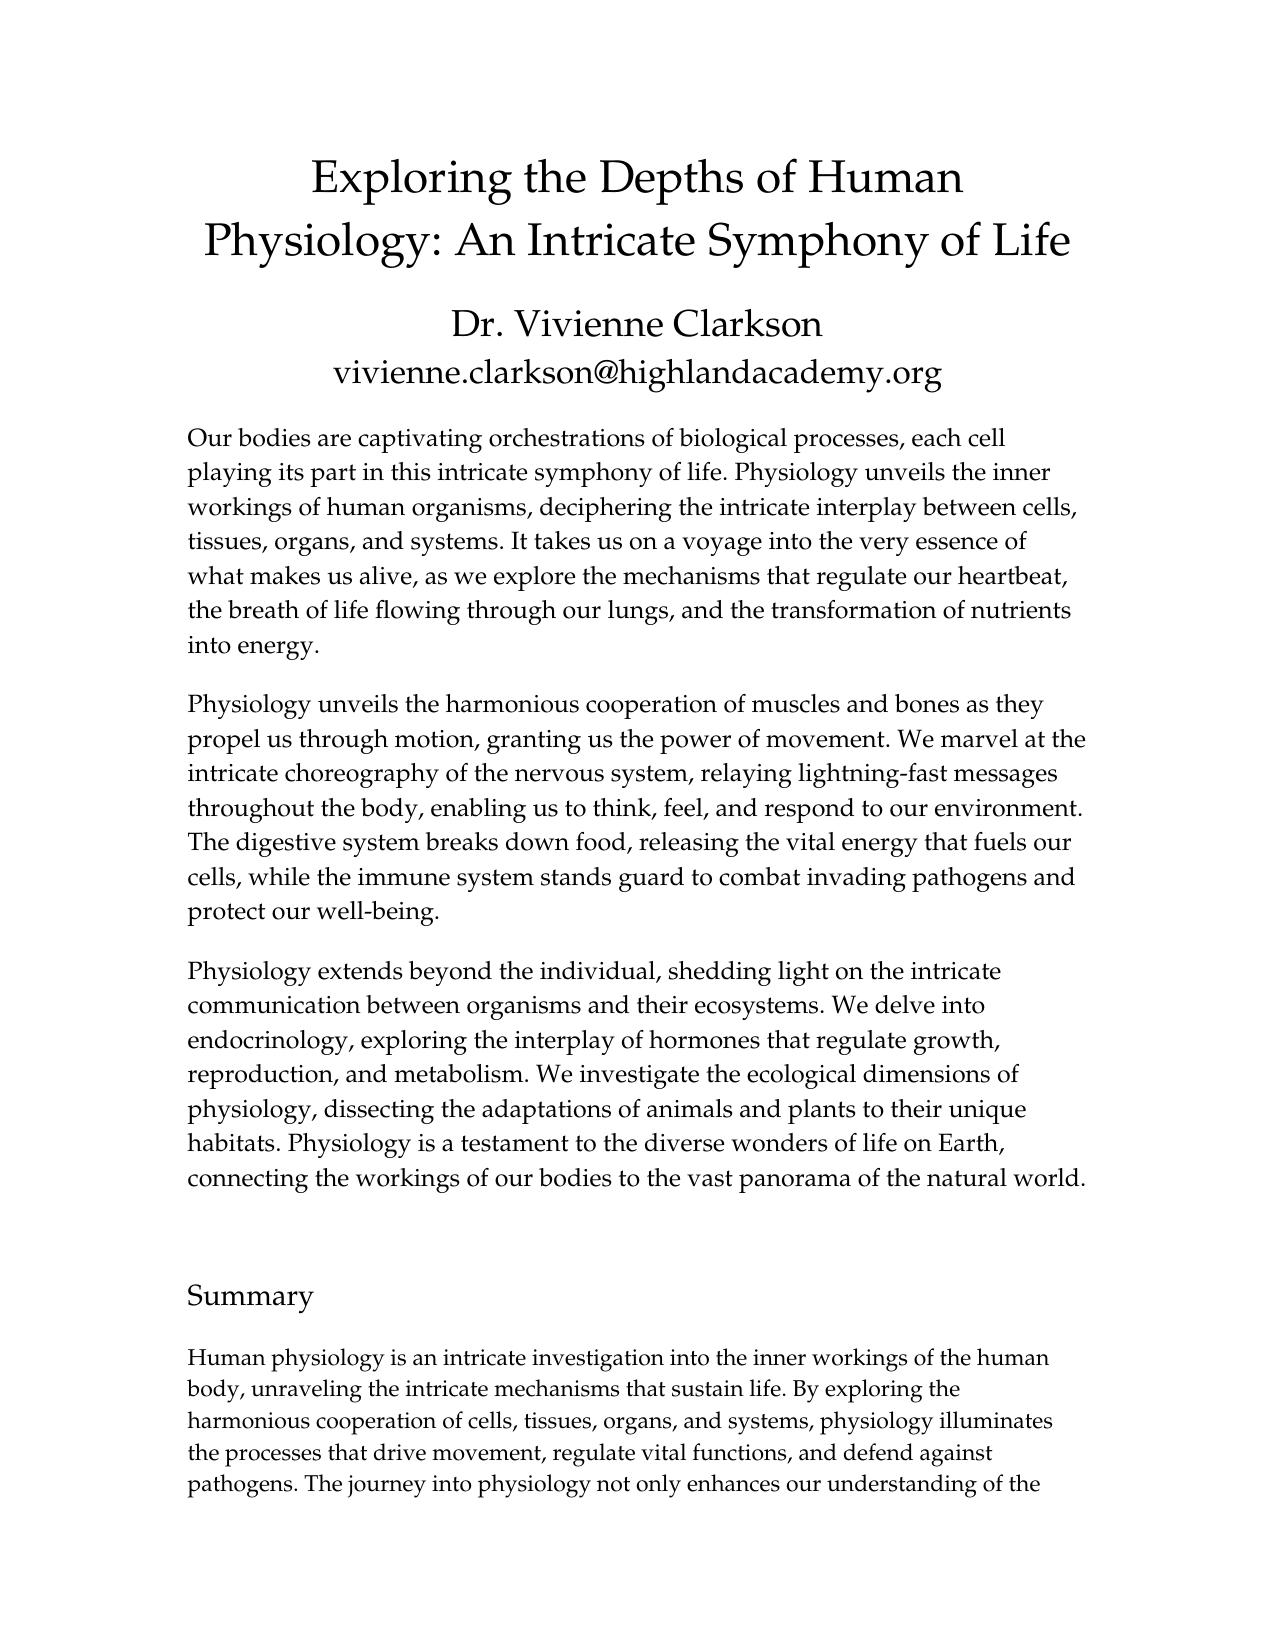 Exploring the Depths of Human
Physiology: An Intricate Symphony of Life
Dr. Vivienne Clarkson
vivienne.clarkson@highlandacademy.org
Our bodies are captivating orchestrations of biological processes, each cell
playing its part in this intricate symphony of life. Physiology unveils the inner
workings of human organisms, deciphering the intricate interplay between cells,
tissues, organs, and systems. It takes us on a voyage into the very essence of
what makes us alive, as we explore the mechanisms that regulate our heartbeat,
the breath of life flowing through our lungs, and the transformation of nutrients
into energy.
Physiology unveils the harmonious cooperation of muscles and bones as they
propel us through motion, granting us the power of movement. We marvel at the
intricate choreography of the nervous system, relaying lightning-fast messages
throughout the body, enabling us to think, feel, and respond to our environment.
The digestive system breaks down food, releasing the vital energy that fuels our
cells, while the immune system stands guard to combat invading pathogens and
protect our well-being.
Physiology extends beyond the individual, shedding light on the intricate
communication between organisms and their ecosystems. We delve into
endocrinology, exploring the interplay of hormones that regulate growth,
reproduction, and metabolism. We investigate the ecological dimensions of
physiology, dissecting the adaptations of animals and plants to their unique
habitats. Physiology is a testament to the diverse wonders of life on Earth,
connecting the workings of our bodies to the vast panorama of the natural world.
Summary
Human physiology is an intricate investigation into the inner workings of the human
body, unraveling the intricate mechanisms that sustain life. By exploring the
harmonious cooperation of cells, tissues, organs, and systems, physiology illuminates
the processes that drive movement, regulate vital functions, and defend against
pathogens. The journey into physiology not only enhances our understanding of the